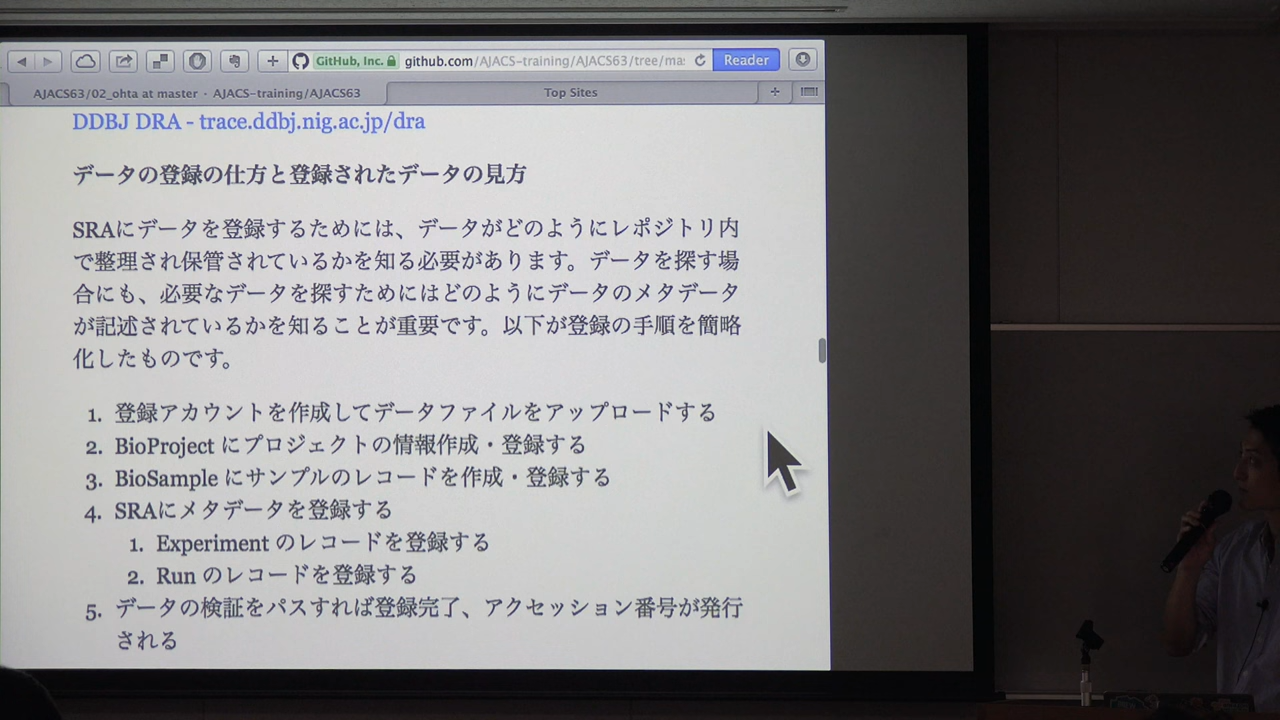 GitHub, Inc. github.com/AJACS-training/AJACS63/tree/ma: Reader
AJACS63/02_ohta at master · AJACS-training/AJACS63 Top Sites
DDBJ DRA - trace.ddbj.nig.ac.jp/dra
データの登録の仕方と登録されたデータの見方
SRAにデータを登録するためには、データがどのようにレポジトリ内
で整理され保管されているかを知る必要があります。データを探す場
合にも、必要なデータを探すためにはどのようにデータのメタデータ
が記述されているかを知ることが重要です。以下が登録の手順を簡略
化したものです。
1. 登録アカウントを作成してデータファイルをアップロードする
2. BioProject にプロジェクトの情報作成・登録する
3. BioSample にサンプルのレコードを作成・登録する
4. SRAにメタデータを登録する
1. Experiment のレコードを登録する
2. Run のレコードを登録する
5. データの検証をパスすれば登録完了、アクセッション番号が発行
される